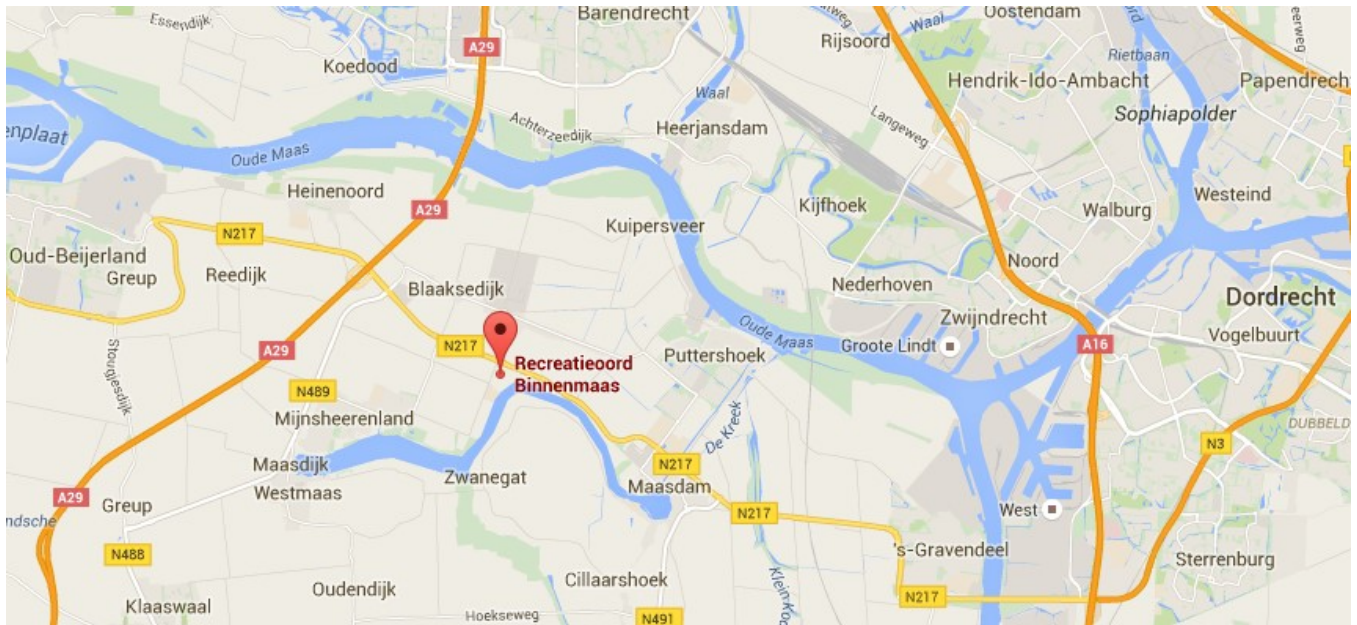 Essendijk
Barendrecht
Oostendam
Waal
Rijsoord
A29
Koedood
Rietbaan
Hendrik-Ido-Ambacht
Papendrecht
Waal
Sophiapolder
Langeweg
Achterzeedijk
Heerjansdam
Oude Maas
Heinenoord
Westeind
Kijfhoek
Walburg
A29
Kuipersveer
N217
Oud-Beijerland
Greup
Reedijk
Noord
Nederhoven
Blaaksedijk
Dordrecht
Zwijndrecht
Oude Maas
Vogelbuurt
Stougjesdijk
A29
N217
Puttershoek
Groote Lindt
A16
Recreatieoord
Binnenmaas
N489
Mijnsheerenland
De Kreek
N3
DUBBELD
Maasdijk
N217
Zwanegat
Maasdam
Westmaas
A29
Greup
N217
West
N488
's-Gravendeel
Sterrenburg
Oudendijk
Cillaarshoek
N217
Klaaswaal
Hoekseweg
N491